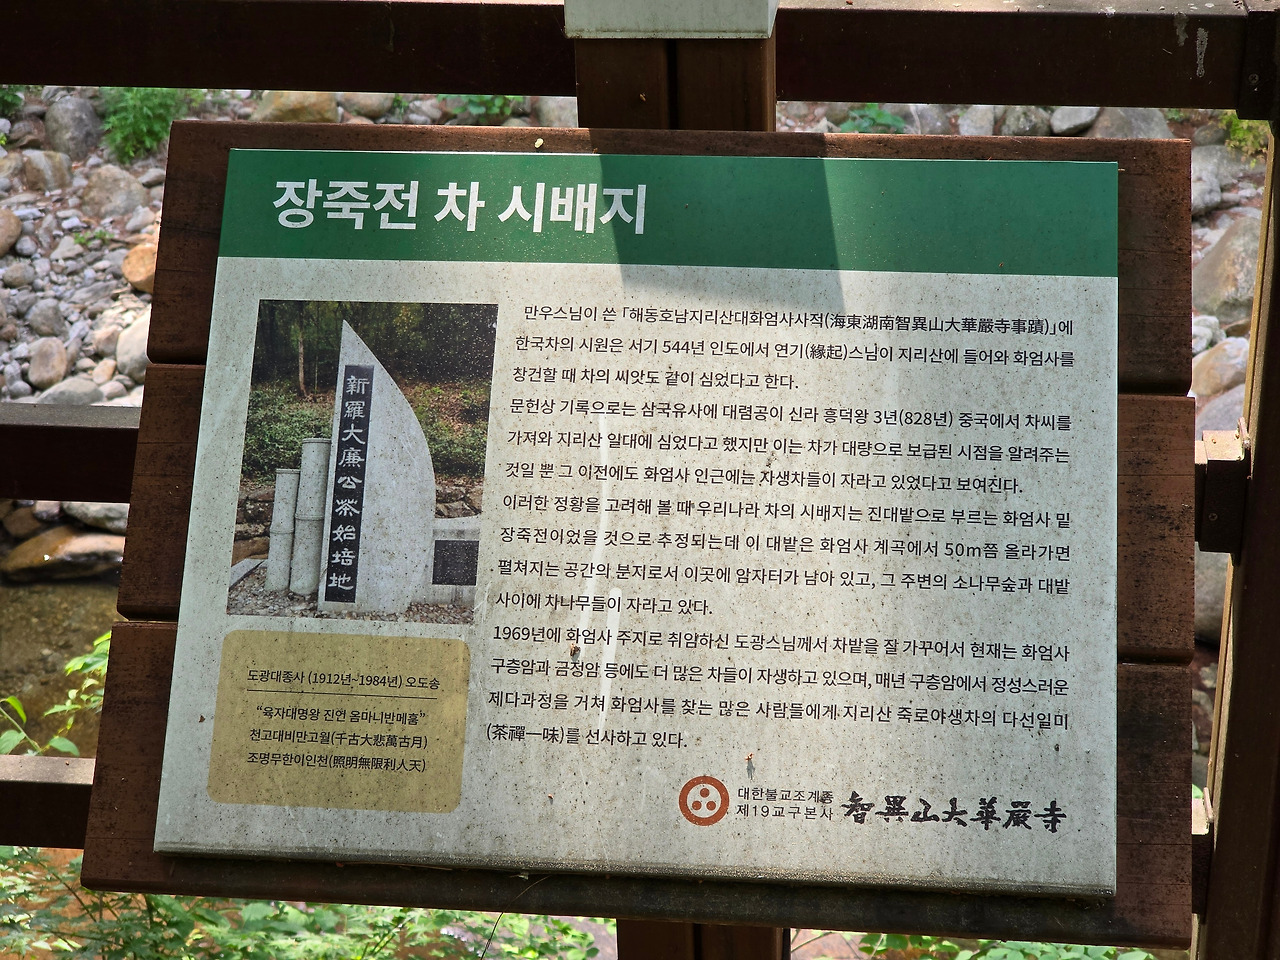 장죽전 차 시배지
만우스님이 쓴 「해동호남지리산대화엄사사적(海東湖南智異山大華嚴寺事蹟)」에
한국차의 시원은 서기 544년 인도에서 연기(緣起)스님이 지리산에 들어와 화엄사를
창건할 때 차의 씨앗도 같이 심었다고 한다.
문헌상 기록으로는 삼국유사에 대렴공이 신라 흥덕왕 3년(828년) 중국에서 차씨를
가져와 지리산 일대에 심었다고 했지만 이는 차가 대량으로 보급된 시점을 알려주는
것일 뿐 그 이전에도 화엄사 인근에는 자생차들이 자라고 있었다고 보여진다.
이러한 정황을 고려해 볼 때 우리나라 차의 시배지는 진대밭으로 부르는 화엄사 밑
장죽전이었을 것으로 추정되는데 이 대밭은 화엄사 계곡에서 50m쯤 올라가면
펼쳐지는 공간의 분지로서 이곳에 암자터가 남아 있고, 그 주변의 소나무숲과 대밭
사이에 차나무들이 자라고 있다.
1969년에 화엄사 주지로 취임하신 도광스님께서 차밭을 잘 가꾸어서 현재는 화엄사
구층암과 금정암 등에도 더 많은 차들이 자생하고 있으며, 매년 구층암에서 정성스러운
제다과정을 거쳐 화엄사를 찾는 많은 사람들에게 지리산 죽로야생차의 다선일미
(茶禪一味)를 선사하고 있다.
新羅大廉公茶始培地
도광대종사 (1912년~1984년) 오도송
“육자대명왕 진언 옴마니반메훔”
천고대비만고월(千古大悲萬古月)
조명무한이인천(照明無限利人天)
대한불교조계종
제19교구본사
智異山大華嚴寺